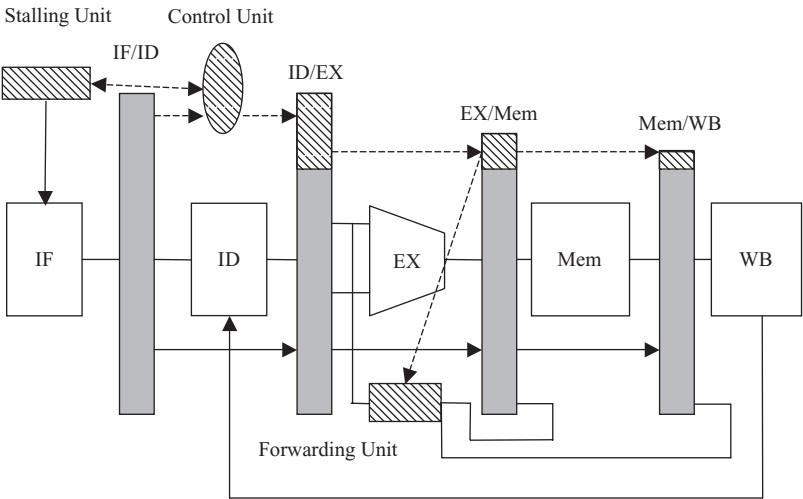 Stalling Unit
Control Unit
IF/ID
ID/EX
EX/Mem
Mem/WB
IF
ID
EX
Mem
WB
Forwarding Unit